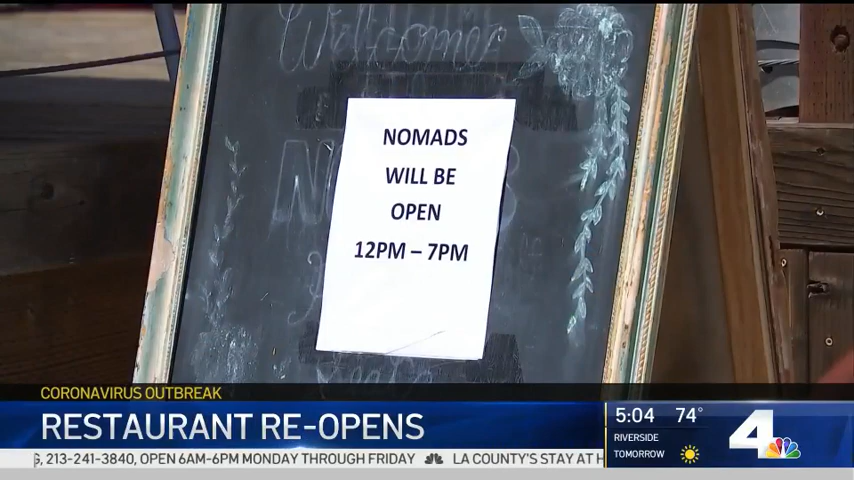 Welcome
NOMADS
WILL BE
OPEN
12PM – 7PM
CORONAVIRUS OUTBREAK
RESTAURANT RE-OPENS
5:04 74°
RIVERSIDE
TOMORROW
4
G, 213-241-3840, OPEN 6AM-6PM MONDAY THROUGH FRIDAY LA COUNTY'S STAY AT H